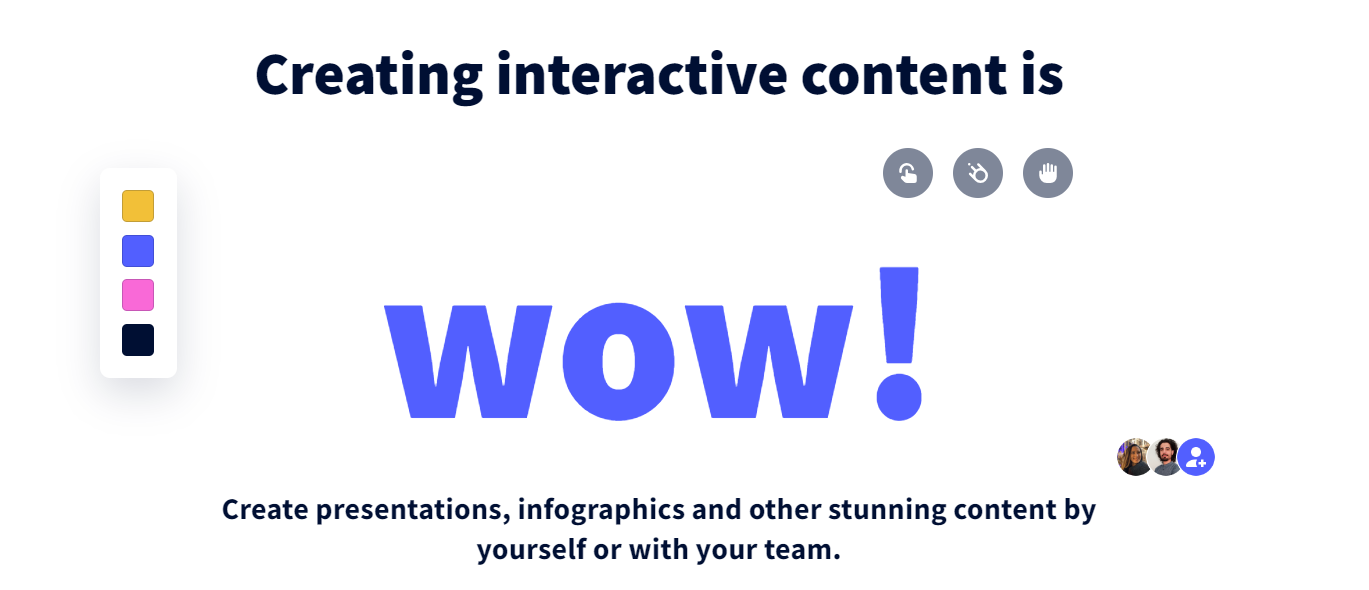 Creating interactive content is
wow!
Create presentations, infographics and other stunning content by
yourself or with your team.